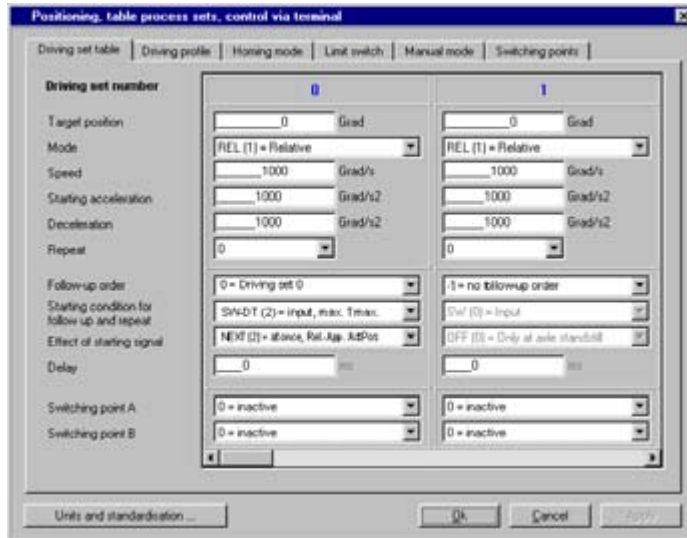 Positioning, table process sets, control via terminal
Driving set table Driving profile Homing mode Limit switch Manual mode Switching points
Driving set number 0 1
Target position 0 Grad 0 Grad
Mode REL (1) = Relative REL (1) = Relative
Speed 1000 Grad/s 1000 Grad/s
Starting acceleration 1000 Grad/s2 1000 Grad/s2
Deceleration 1000 Grad/s2 1000 Grad/s2
Repeat 0 0
Follow-up order 0 = Driving set 0 -1 = no follow-up order
Starting condition for
follow up and repeat SW-DT (2) = input, max. Tmax. SW (0) = Input
Effect of starting signal NEXT (2) = atonce, Rel.-App. ActPos OFF (0) = Only at axle standstill
Delay 0 ms 0 ms
Switching point A 0 = inactive 0 = inactive
Switching point B 0 = inactive 0 = inactive
Units and standardisation ... Ok Cancel Apply